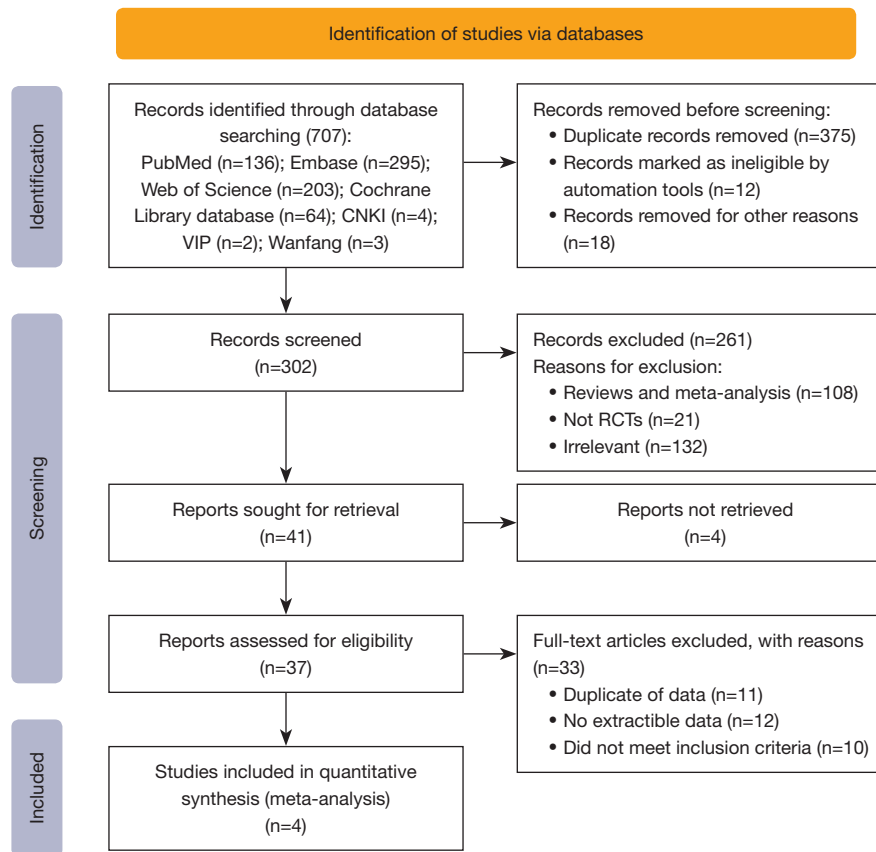 Identification of studies via databases
Identification
Records identified through database
searching (707):
PubMed (n=136); Embase (n=295);
Web of Science (n=203); Cochrane
Library database (n=64); CNKI (n=4);
VIP (n=2); Wanfang (n=3)
Records removed before screening:
• Duplicate records removed (n=375)
• Records marked as ineligible by
automation tools (n=12)
• Records removed for other reasons
(n=18)
Screening
Records screened
(n=302)
Records excluded (n=261)
Reasons for exclusion:
• Reviews and meta-analysis (n=108)
• Not RCTs (n=21)
• Irrelevant (n=132)
Reports sought for retrieval
(n=41)
Reports not retrieved
(n=4)
Reports assessed for eligibility
(n=37)
Full-text articles excluded, with reasons
(n=33)
• Duplicate of data (n=11)
• No extractible data (n=12)
• Did not meet inclusion criteria (n=10)
Included
Studies included in quantitative
synthesis (meta-analysis)
(n=4)